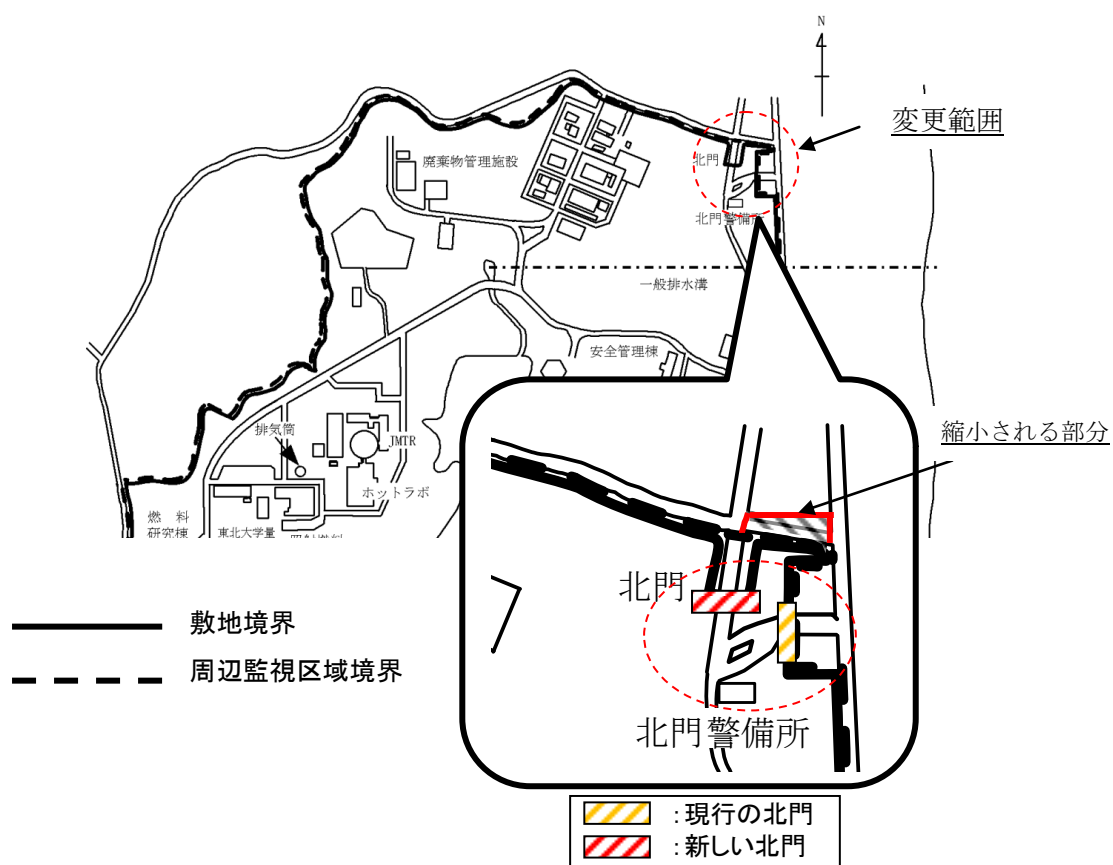 N
変更範囲
北門
廃棄物管理施設
北門警備所
一般排水溝
安全管理棟
縮小される部分
排気筒
JMTR
ホットラボ
燃 料
研究棟
東北大学量
北門
敷地境界
周辺監視区域境界
北門警備所
：現行の北門
：新しい北門